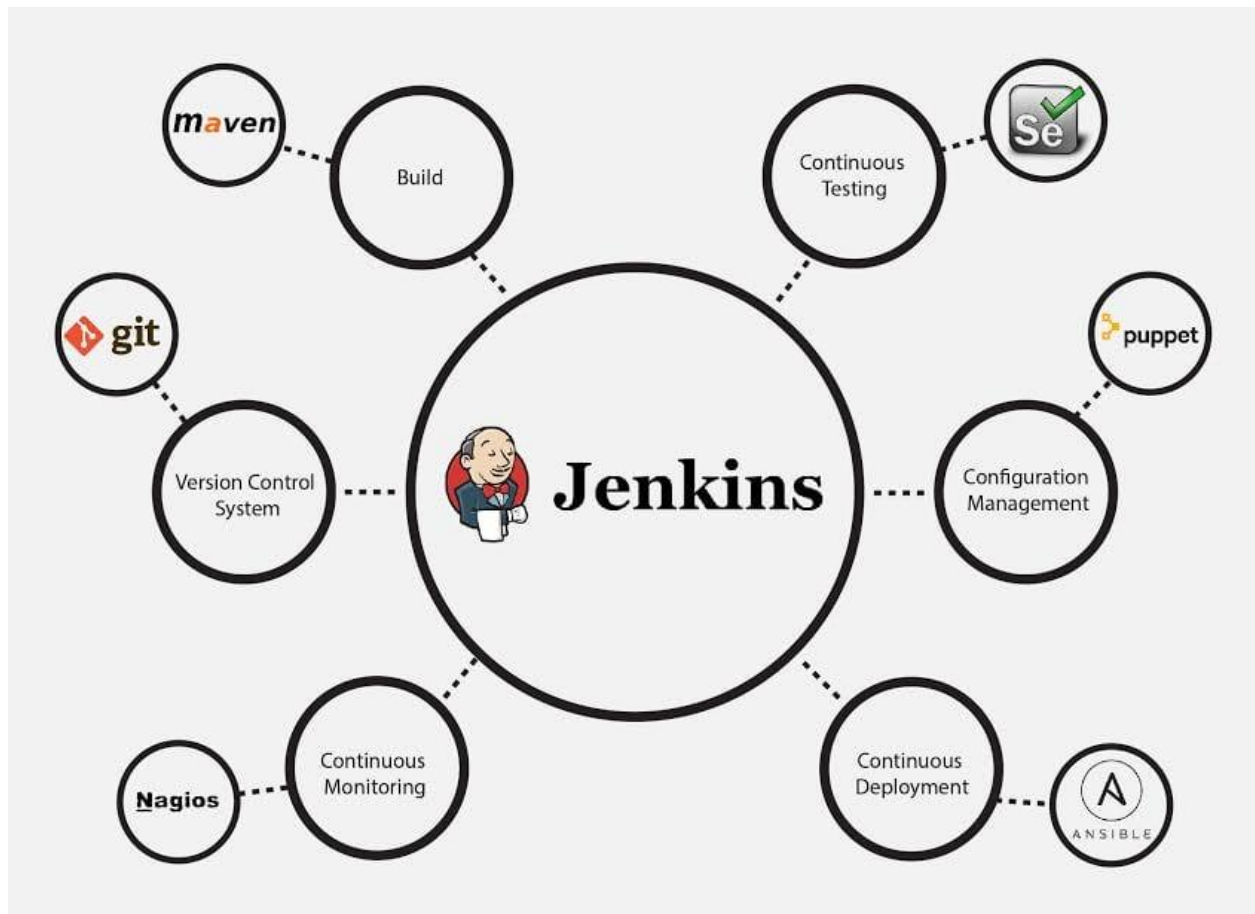 maven
Build
Continuous
Testing
Se
git
puppet
Version Control
System
Jenkins
Configuration
Management
Continuous
Monitoring
Nagios
Continuous
Deployment
ANSIBLE